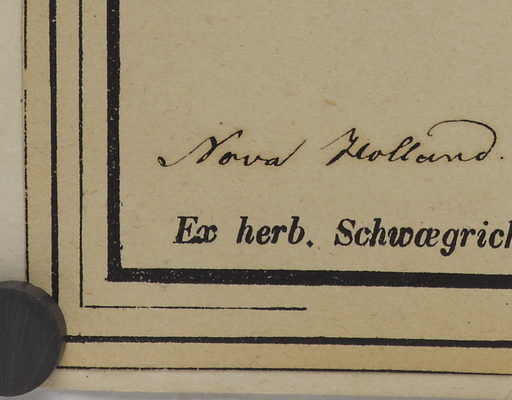 Nova Holland.
Ex herb. Schwægrich